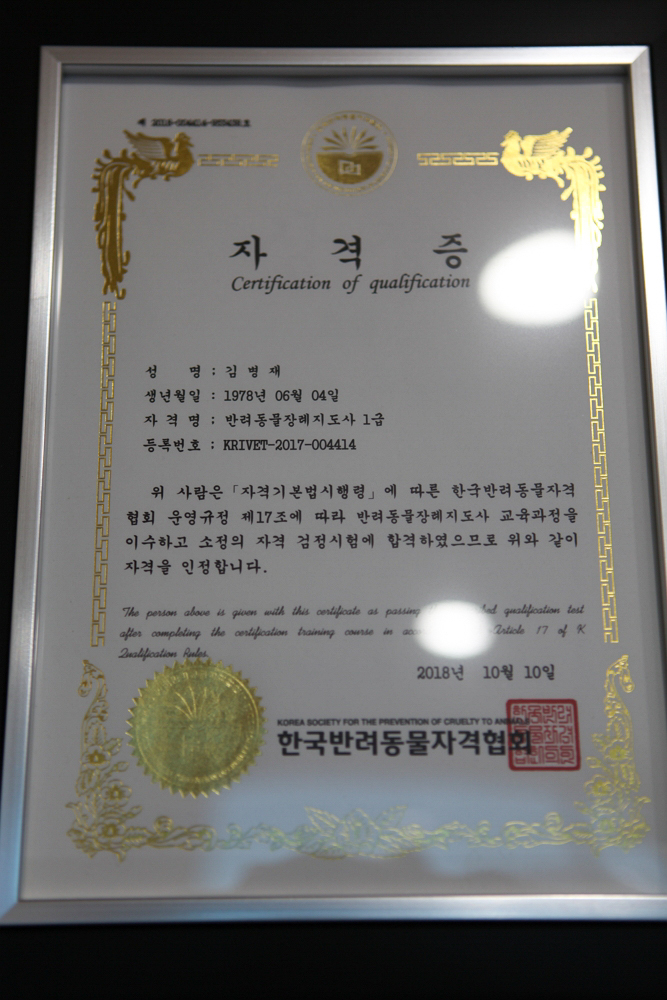 자 격 증
Certification of qualification
성 명 : 김 병 재
생년월일 : 1978년 06월 04일
자 격 명 : 반려동물장례지도사 1급
등록번호 : KRIVET-2017-004414
위 사람은 「자격기본법시행령」에 따른 한국반려동물자격
협회 운영규정 제17조에 따라 반려동물장례지도사 교육과정을
이수하고 소정의 자격 검정시험에 합격하였으므로 위와 같이
자격을 인정합니다.
The person above is given with this certificate as passing qualification test
after completing the certification training course in Article 17 of K
Qualification Rules.
2018년 10월 10일
KOREA SOCIETY FOR THE PREVENTION OF CRUELTY TO
한국반려동물자격협회